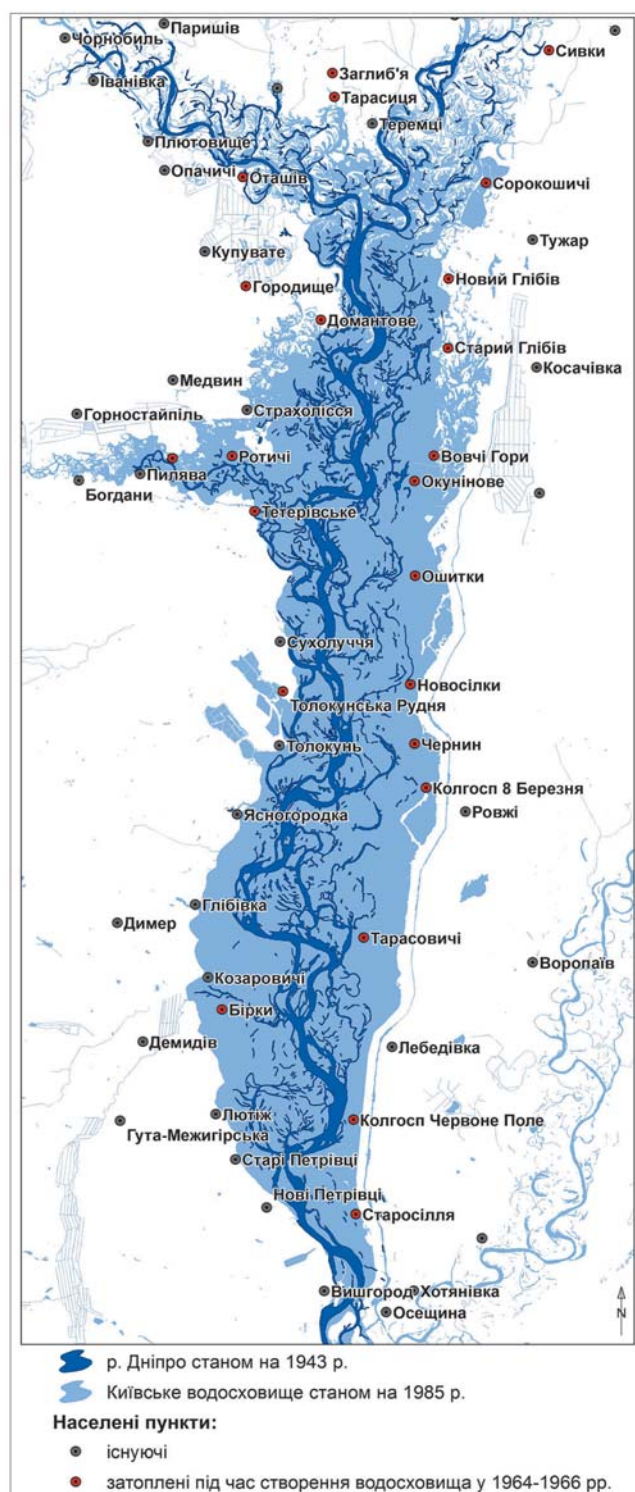 Паришів
Чорнобиль
Сивки
Іванівка
Заглиб'я
Тарасиця
Теремці
Плютовище
Опачичі
Оташів
Сорокошичі
Тужар
Купувате
Новий Глібів
Городище
Домантове
Старий Глібів
Косачівка
Медвин
Страхолісся
Горностайпіль
Ротичі
Вовчі Гори
Пилява
Богдани
Окунінове
Тетерівське
Ошитки
Сухолуччя
Новосілки
Толокунська Рудня
Толокунь
Чернин
Колгосп 8 Березня
Ясногородка
Ровжі
Глібівка
Димер
Тарасовичі
Воропаїв
Козаровичі
Бірки
Демидів
Лебедівка
Лютіж
Гута-Межигірська
Колгосп Червоне Поле
Старі Петрівці
Нові Петрівці
Старосілля
Вишгород
Хотянівка
Осещина
N
р. Дніпро станом на 1943 р.
Київське водосховище станом на 1985 р.
Населені пункти:
існуючі
затоплені під час створення водосховища у 1964-1966 рр.